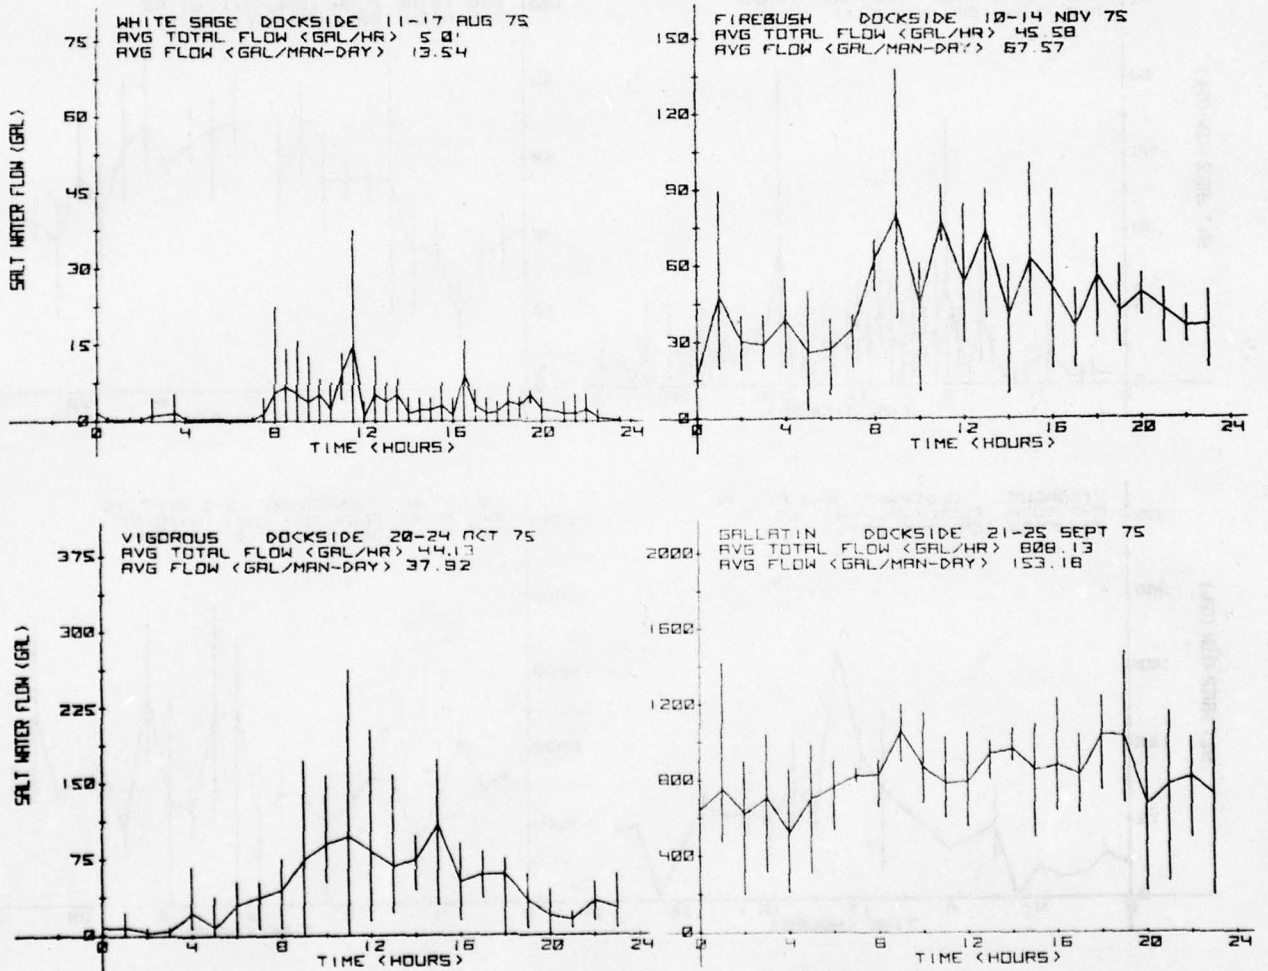 WHITE SAGE DOCKSIDE 11-17 AUG 75
AVG TOTAL FLOW <GAL/HR>
AVG FLOW <GAL/MAN-DAY> 13.54
SALT WATER FLOW <GAL>
75
60
45
30
15
0
0 8 12 16 20 24
TIME <HOURS>
FIREBUSH DOCKSIDE 10-14 NOV 75
AVG TOTAL FLOW <GAL/HR> 45.58
AVG FLOW <GAL/MAN-DAY> 67.57
150
120
90
60
30
0
0 4 8 12 16 20 24
TIME <HOURS>
VIGOROUS DOCKSIDE 20-24 OCT 75
AVG TOTAL FLOW <GAL/HR> 44.13
AVG FLOW <GAL/MAN-DAY> 37.92
SALT WATER FLOW <GAL>
375
300
225
150
75
0
0 4 8 12 16 20 24
TIME <HOURS>
GALLATIN DOCKSIDE 21-25 SEPT 75
AVG TOTAL FLOW <GAL/HR> 808.13
AVG FLOW <GAL/MAN-DAY> 153.18
2000
1600
1200
800
400
0
0 4 8 12 16 20 24
TIME <HOURS>